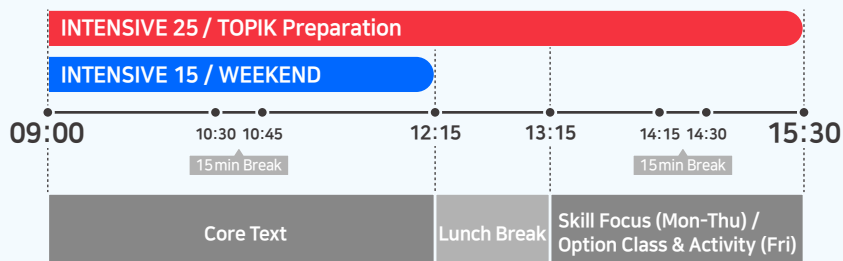 INTENSIVE 25 / TOPIK Preparation
INTENSIVE 15 / WEEKEND
09:00 10:30 10:45 12:15 13:15 14:15 14:30 15:30
15min Break 15min Break
Core Text
Lunch Break
Skill Focus (Mon-Thu) /
Option Class & Activity (Fri)